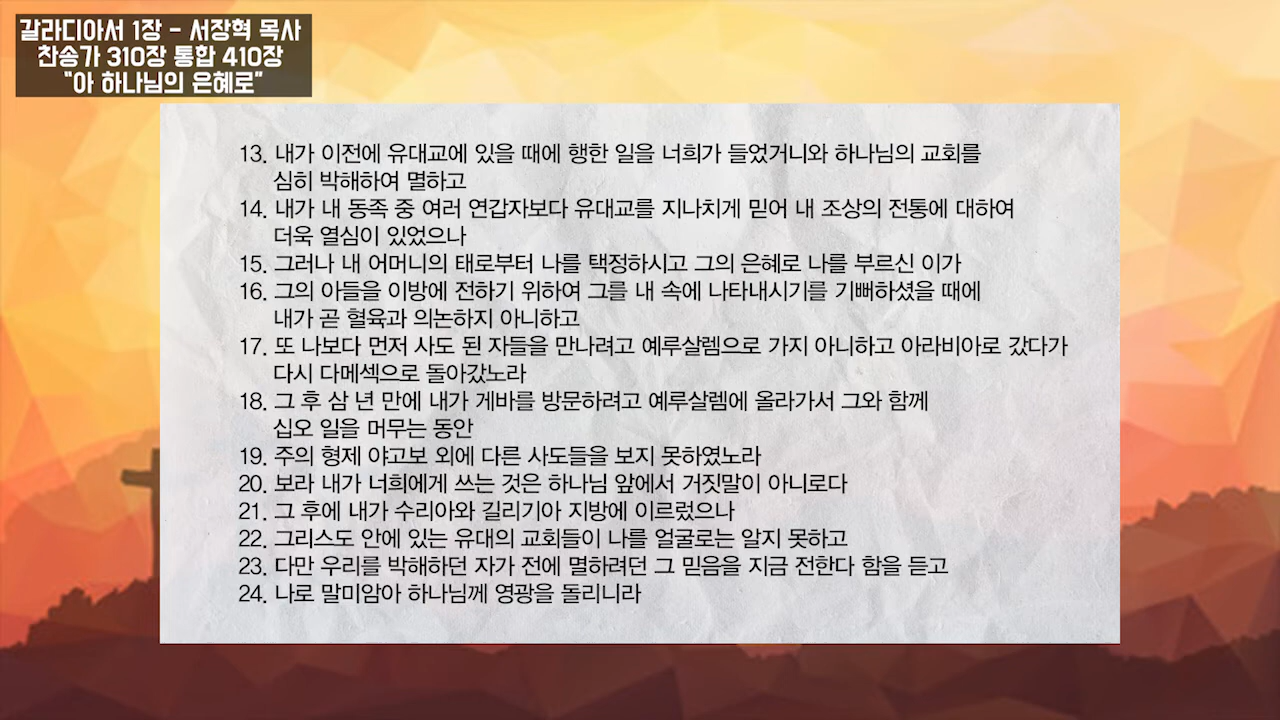 갈라디아서 1장 - 서장혁 목사
찬송가 310장 통합 410장
"아 하나님의 은혜로"
13. 내가 이전에 유대교에 있을 때에 행한 일을 너희가 들었거니와 하나님의 교회를
심히 박해하여 멸하고
14. 내가 내 동족 중 여러 연갑자보다 유대교를 지나치게 믿어 내 조상의 전통에 대하여
더욱 열심이 있었으나
15. 그러나 내 어머니의 태로부터 나를 택정하시고 그의 은혜로 나를 부르신 이가
16. 그의 아들을 이방에 전하기 위하여 그를 내 속에 나타내시기를 기뻐하셨을 때에
내가 곧 혈육과 의논하지 아니하고
17. 또 나보다 먼저 사도 된 자들을 만나려고 예루살렘으로 가지 아니하고 아라비아로 갔다가
다시 다메섹으로 돌아갔노라
18. 그 후 삼 년 만에 내가 게바를 방문하려고 예루살렘에 올라가서 그와 함께
십오 일을 머무는 동안
19. 주의 형제 야고보 외에 다른 사도들을 보지 못하였노라
20. 보라 내가 너희에게 쓰는 것은 하나님 앞에서 거짓말이 아니로다
21. 그 후에 내가 수리아와 길리기아 지방에 이르렀으나
22. 그리스도 안에 있는 유대의 교회들이 나를 얼굴로는 알지 못하고
23. 다만 우리를 박해하던 자가 전에 멸하려던 그 믿음을 지금 전한다 함을 듣고
24. 나로 말미암아 하나님께 영광을 돌리니라